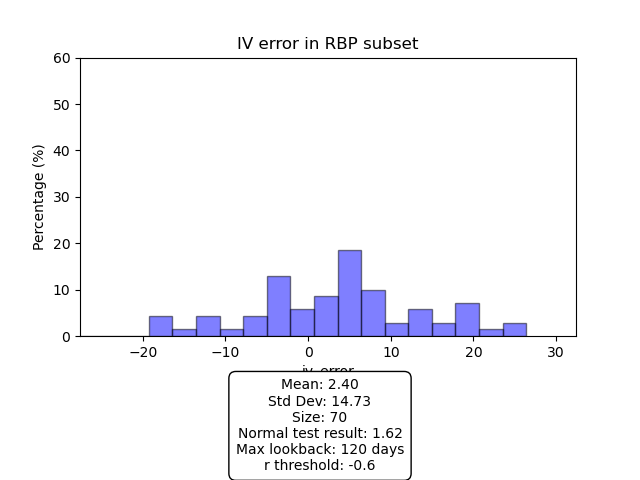 IV error in RBP subset
60
50
40
30
20
10
0
Percentage (%)
−20 −10 0 10 20 30
iv_error
Mean: 2.40
Std Dev: 14.73
Size: 70
Normal test result: 1.62
Max lookback: 120 days
r threshold: -0.6